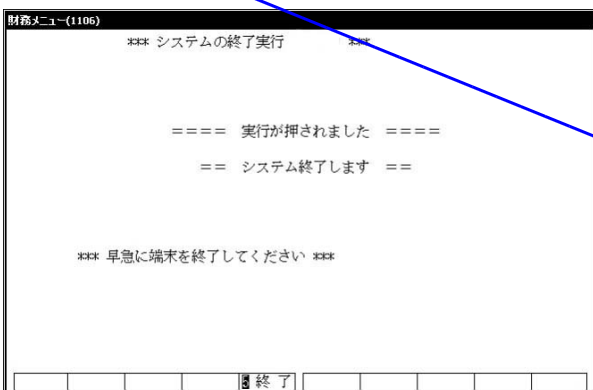 財務メニュー(1106)
*** システムの終了実行 ***
==== 実行が押されました ====
== システム終了します ==
*** 早急に端末を終了してください ***
5終 了